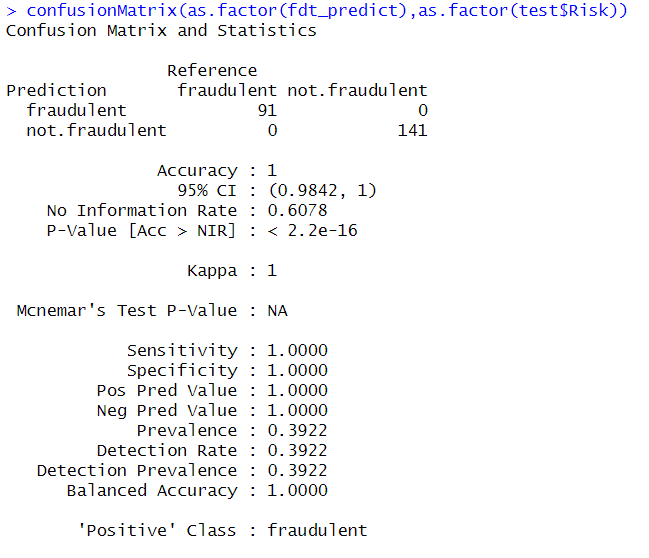 > confusionMatrix(as.factor(fdt_predict),as.factor(test$Risk))
Confusion Matrix and Statistics
Reference
Prediction fraudulent not.fraudulent
fraudulent 91 0
not.fraudulent 0 141
Accuracy : 1
95% CI : (0.9842, 1)
No Information Rate : 0.6078
P-Value [Acc > NIR] : < 2.2e-16
Kappa : 1
Mcnemar's Test P-Value : NA
Sensitivity : 1.0000
Specificity : 1.0000
Pos Pred Value : 1.0000
Neg Pred Value : 1.0000
Prevalence : 0.3922
Detection Rate : 0.3922
Detection Prevalence : 0.3922
Balanced Accuracy : 1.0000
'Positive' Class : fraudulent